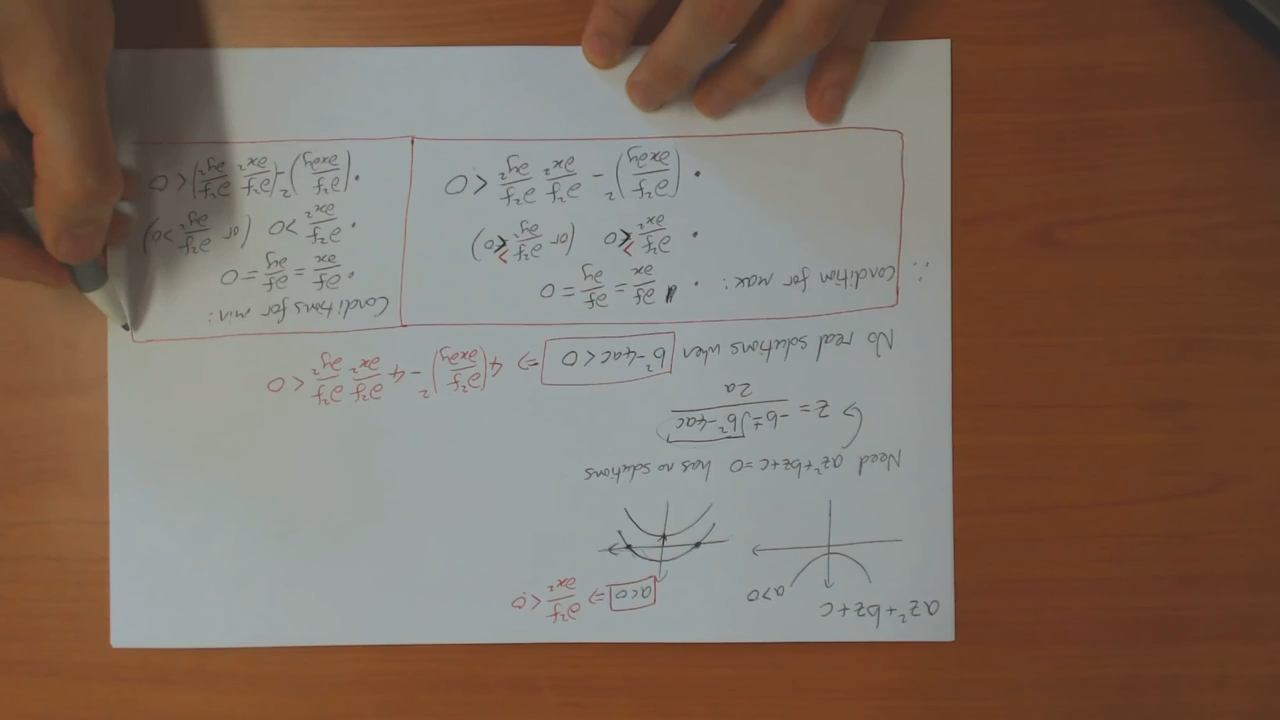 az²+bz+c
a>0
a<0 ⇒ ∂²f/∂x² < 0
Need az²+bz+c=0 has no solutions
z = (-b±√(b²-4ac))/2a
No real solutions when b²-4ac<0 ⇒ 4(∂²f/∂x∂y)² - 4 ∂²f/∂x² ∂²f/∂y² < 0
∴ Condition for max: • ∂f/∂x = ∂f/∂y = 0
• ∂²f/∂x² < 0 (or ∂²f/∂y² < 0)
• (∂²f/∂x∂y)² - ∂²f/∂x² ∂²f/∂y² < 0
Conditions for min:
• ∂f/∂x = ∂f/∂y = 0
• ∂²f/∂x² > 0 (or ∂²f/∂y² > 0)
• (∂²f/∂x∂y)² - (∂²f/∂x² ∂²f/∂y²) < 0